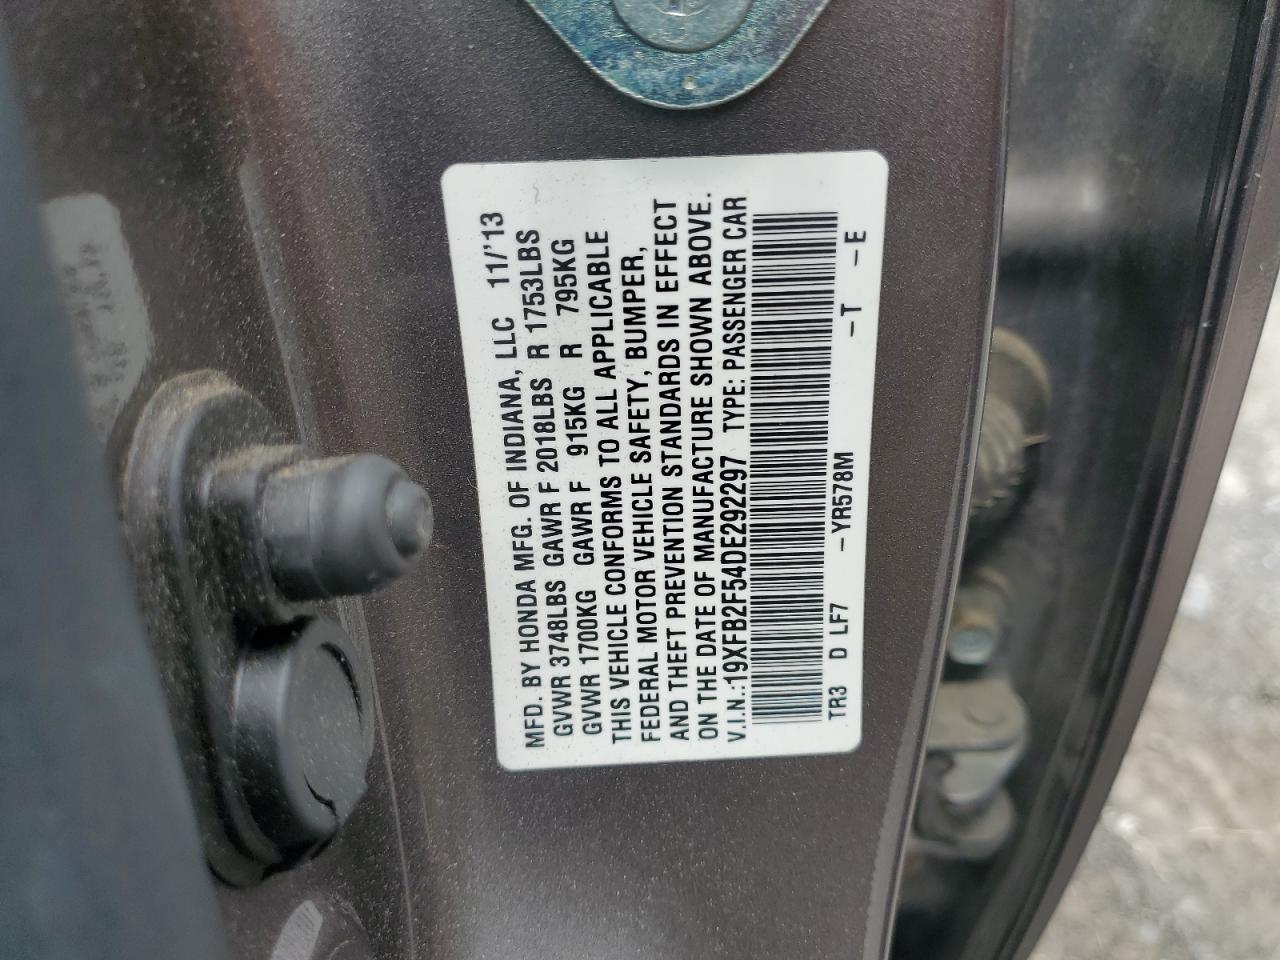 MFD. BY HONDA MFG. OF INDIANA, LLC 11/'13
GVWR 3748LBS GAWR F 2018LBS R 1753LBS
GVWR 1700KG GAWR F 915KG R 795KG
THIS VEHICLE CONFORMS TO ALL APPLICABLE
FEDERAL MOTOR VEHICLE SAFETY, BUMPER,
AND THEFT PREVENTION STANDARDS IN EFFECT
ON THE DATE OF MANUFACTURE SHOWN ABOVE.
V.I.N.:19XFB2F54DE292297 TYPE: PASSENGER CAR
TR3 D LF7 -YR578M -T -E